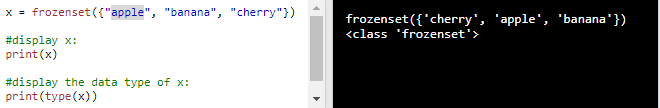 x = frozenset({"apple", "banana", "cherry"})
#display x:
print(x)
#display the data type of x:
print(type(x))
frozenset({'cherry', 'apple', 'banana'})
<class 'frozenset'>